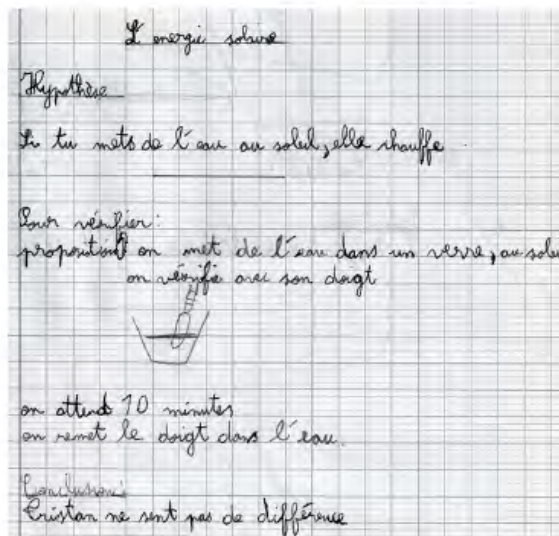 L'energie solaire
Hypothèse
Si tu mets de l'eau au soleil, elle chauffe
Pour vérifier:
proposition on met de l'eau dans un verre, au solei
on vérifie avec son doigt
on attend 10 minutes
on remet le doigt dans l'eau.
Conclusion:
Tristan ne sent pas de différence